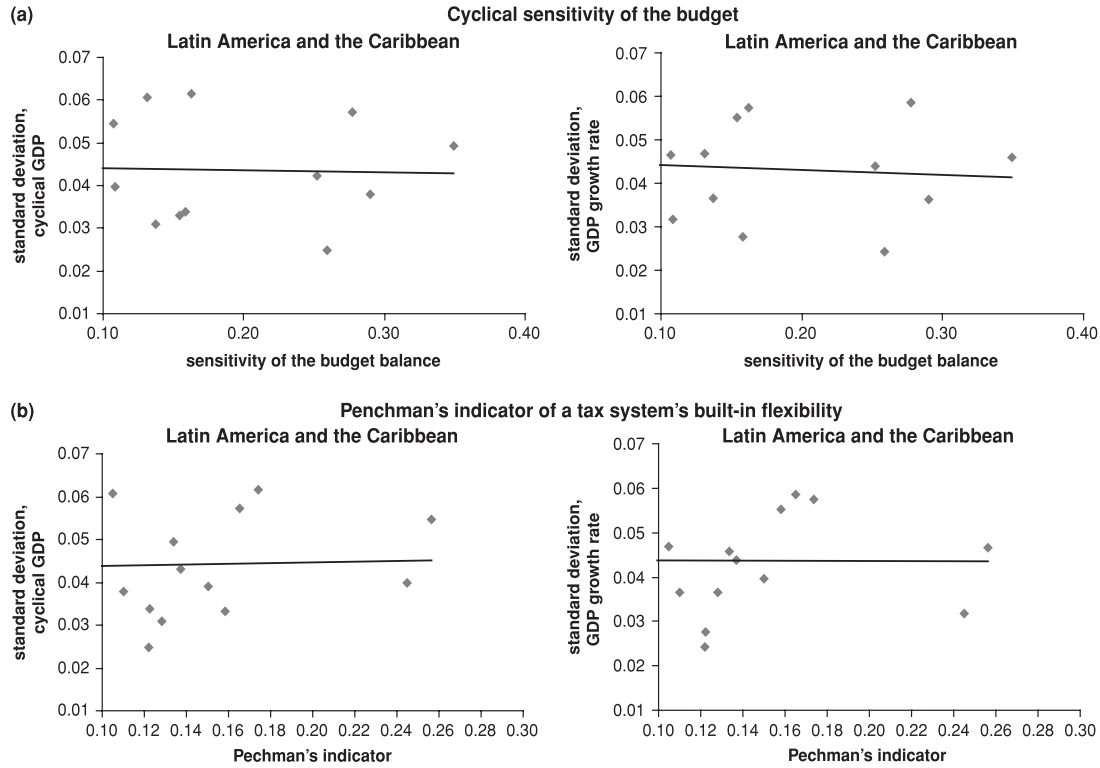 (a)
Cyclical sensitivity of the budget
Latin America and the Caribbean
standard deviation,
cyclical GDP
0.07
0.06
0.05
0.04
0.03
0.02
0.01
0.10 0.20 0.30 0.40
sensitivity of the budget balance
Latin America and the Caribbean
standard deviation,
GDP growth rate
0.07
0.06
0.05
0.04
0.03
0.02
0.01
0.10 0.20 0.30 0.40
sensitivity of the budget balance
(b)
Penchman's indicator of a tax system's built-in flexibility
Latin America and the Caribbean
standard deviation,
cyclical GDP
0.07
0.06
0.05
0.04
0.03
0.02
0.01
0.10 0.12 0.14 0.16 0.18 0.20 0.22 0.24 0.26 0.28 0.30
Pechman's indicator
Latin America and the Caribbean
standard deviation,
GDP growth rate
0.07
0.06
0.05
0.04
0.03
0.02
0.01
0.10 0.12 0.14 0.16 0.18 0.20 0.22 0.24 0.26 0.28 0.30
Pechman's indicator